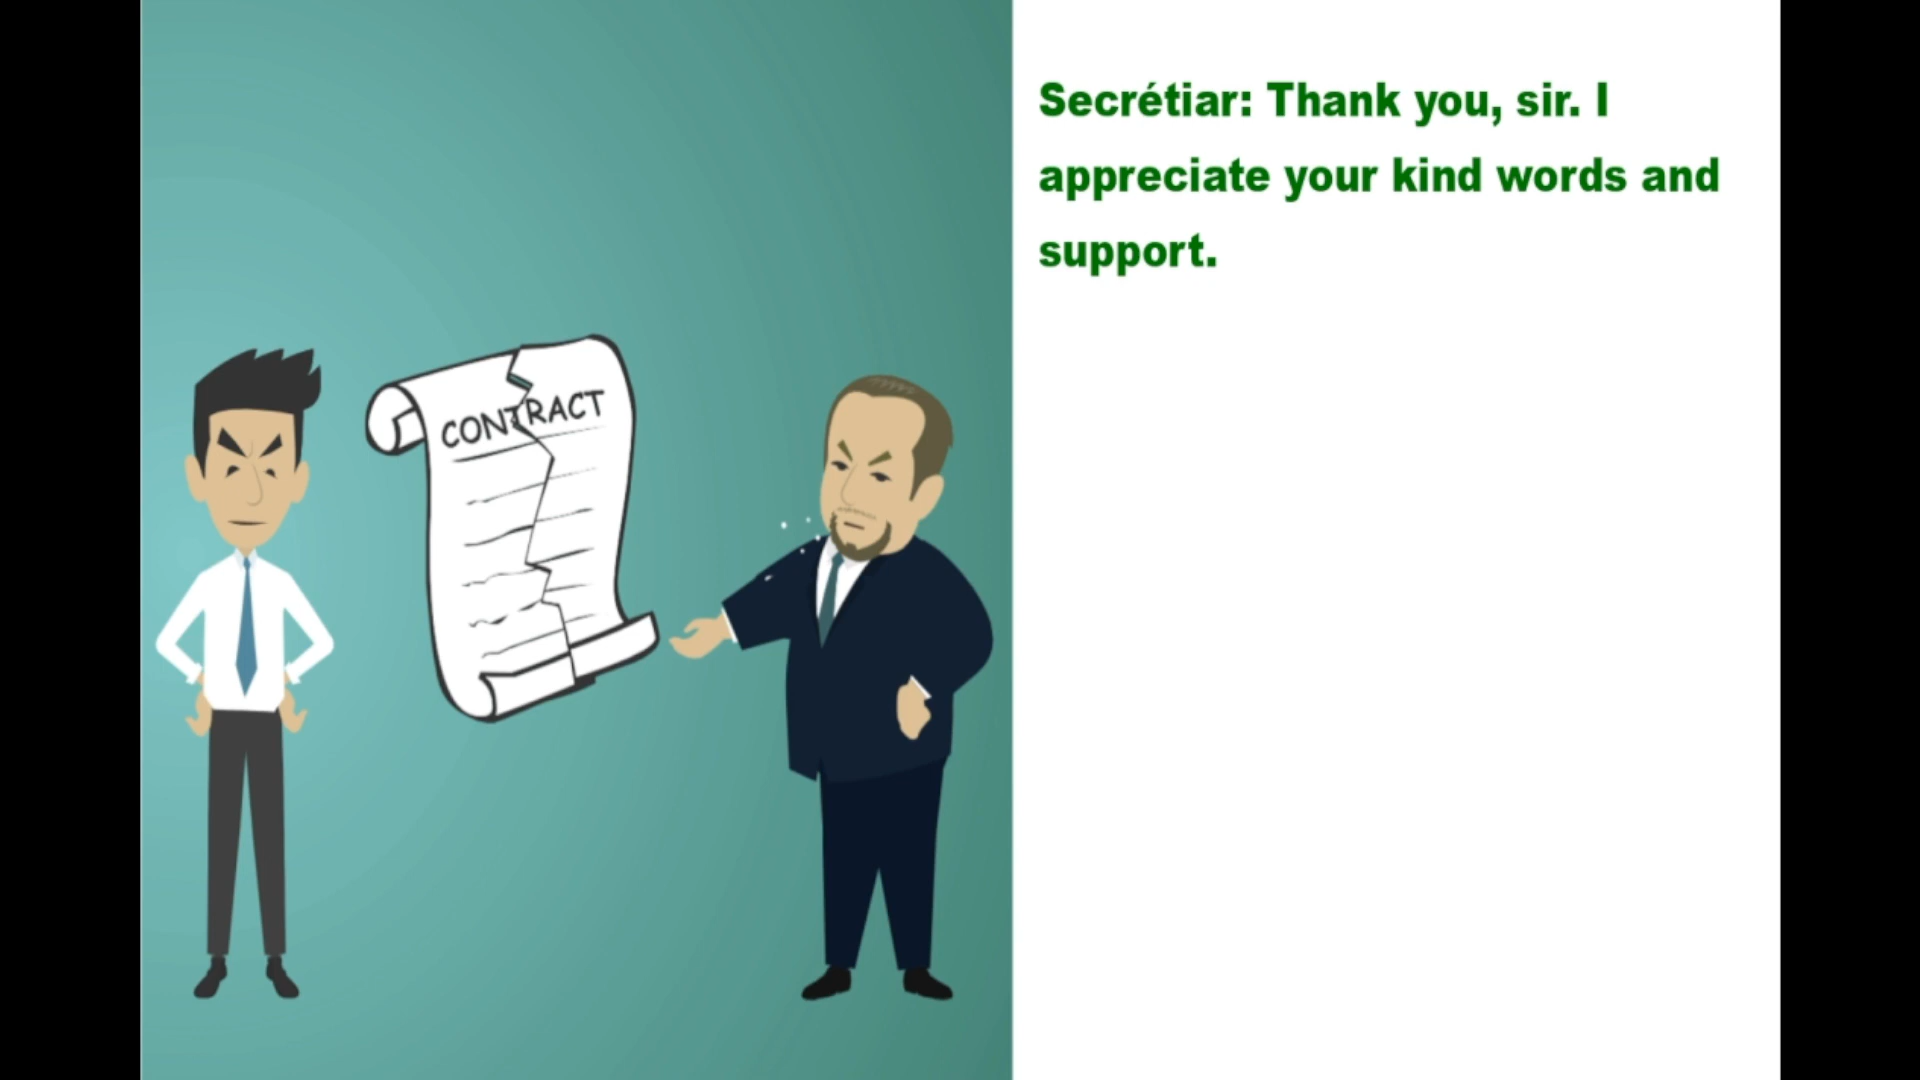 Secrétiar: Thank you, sir. I
appreciate your kind words and
support.
CONTRACT